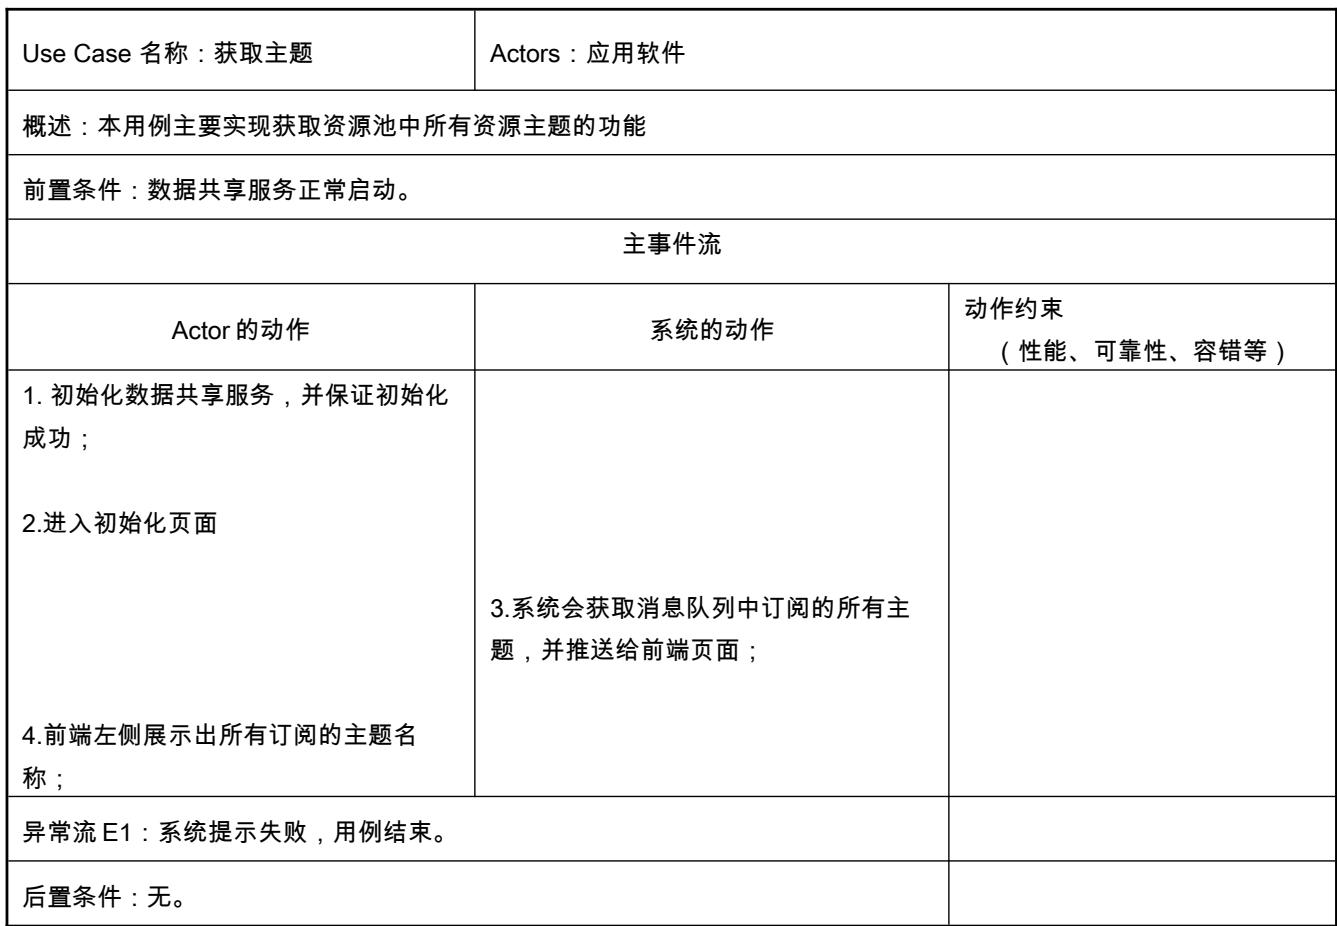 Use Case 名称：获取主题
Actors：应用软件
概述：本用例主要实现获取资源池中所有资源主题的功能
前置条件：数据共享服务正常启动。
主事件流
Actor 的动作
系统的动作
动作约束
（性能、可靠性、容错等）
1. 初始化数据共享服务，并保证初始化
成功；
2.进入初始化页面
3.系统会获取消息队列中订阅的所有主
题，并推送给前端页面；
4.前端左侧展示出所有订阅的主题名
称；
异常流 E1：系统提示失败，用例结束。
后置条件：无。